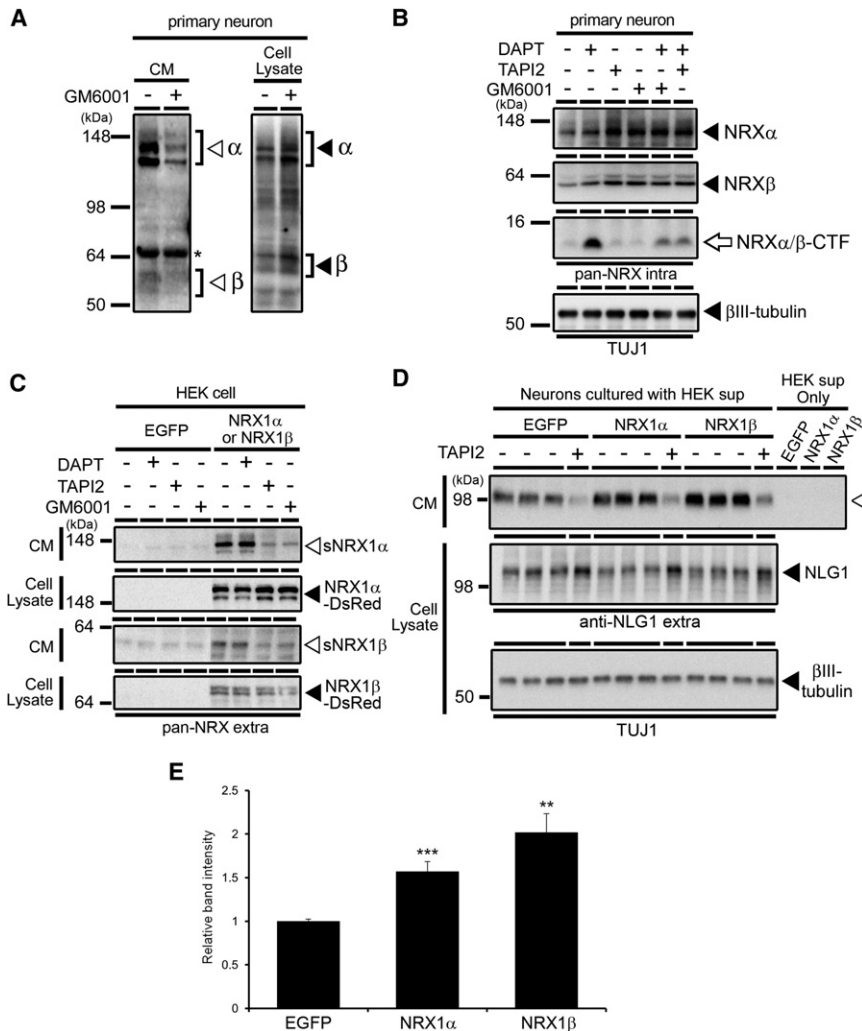 A
primary neuron
CM
Cell
Lysate
GM6001 - + - +
(kDa)
148
98
64
50
α
*
β
α
β
B
primary neuron
DAPT - + - - + +
TAPI2 - - + - - +
GM6001 - - - + + -
148
NRXα
64
NRXβ
16
NRXα/β-CTF
pan-NRX intra
50
βIII-tubulin
TUJ1
C
HEK cell
EGFP
NRX1α
or NRX1β
DAPT - + - - - + - -
TAPI2 - - + - - - + -
GM6001 - - - + - - - +
(kDa)
CM
148
sNRX1α
Cell
Lysate
148
NRX1α
-DsRed
CM
64
sNRX1β
Cell
Lysate
64
NRX1β
-DsRed
pan-NRX extra
D
Neurons cultured with HEK sup
HEK sup
Only
EGFP
NRX1α
NRX1β
EGFP
NRX1α
NRX1β
TAPI2 - - - + - - - + - - - +
(kDa)
CM
98
Cell
Lysate
98
NLG1
anti-NLG1 extra
50
βIII-
tubulin
TUJ1
E
Relative band intensity
2.5
2
1.5
1
0.5
0
***
**
EGFP
NRX1α
NRX1β